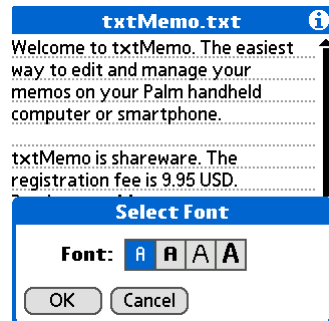 txtMemo.txt
Welcome to txtMemo. The easiest
way to edit and manage your
memos on your Palm handheld
computer or smartphone.
txtMemo is shareware. The
registration fee is 9.95 USD.
Select Font
Font: A A A A
OK Cancel